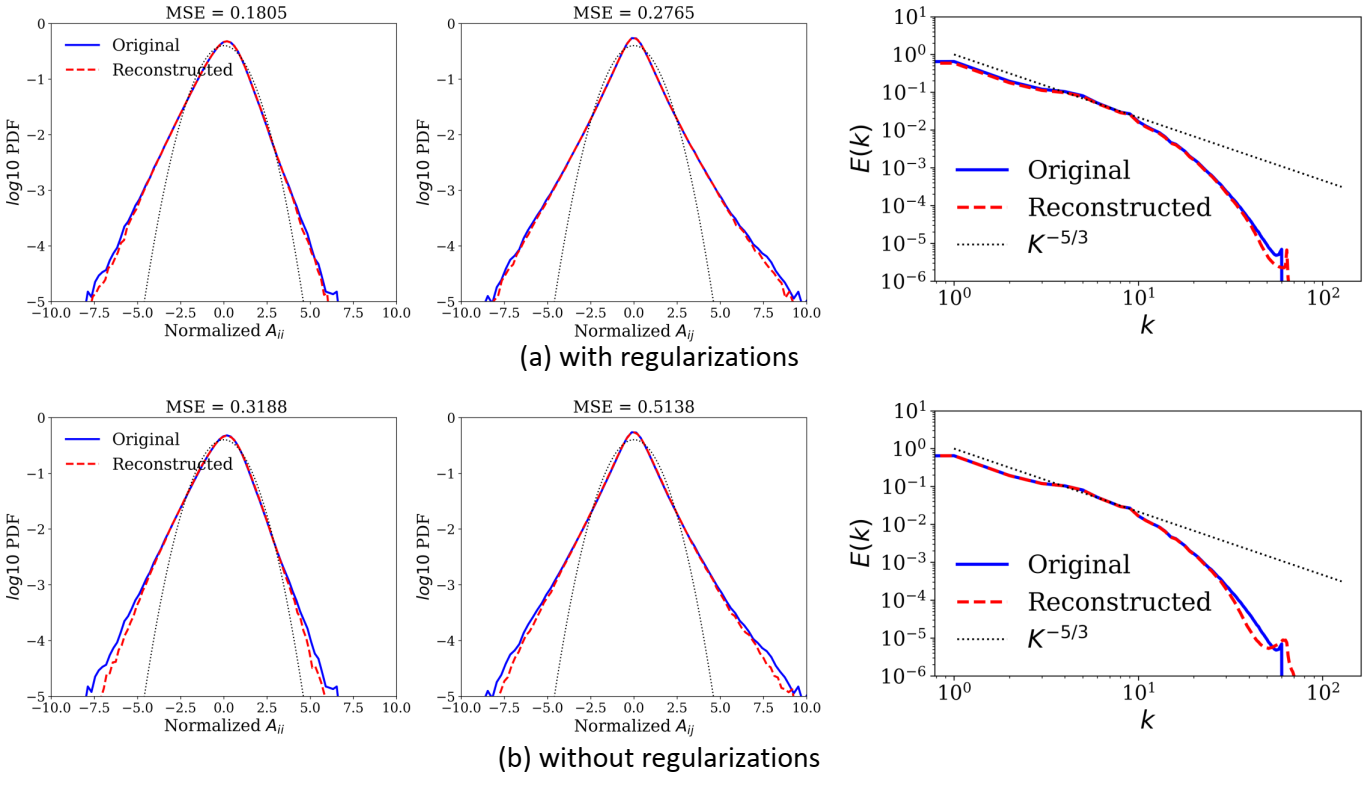 MSE = 0.1805
0
−1
−2
−3
−4
−5
log10 PDF
Original
Reconstructed
−10.0 −7.5 −5.0 −2.5 0.0 2.5 5.0 7.5 10.0
Normalized A_ii
MSE = 0.2765
0
−1
−2
−3
−4
−5
log10 PDF
−10.0 −7.5 −5.0 −2.5 0.0 2.5 5.0 7.5 10.0
Normalized A_ij
10^1
10^0
10^−1
10^−2
10^−3
10^−4
10^−5
10^−6
E(k)
Original
Reconstructed
K^−5/3
10^0 10^1 10^2
k
(a) with regularizations
MSE = 0.3188
0
−1
−2
−3
−4
−5
log10 PDF
Original
Reconstructed
−10.0 −7.5 −5.0 −2.5 0.0 2.5 5.0 7.5 10.0
Normalized A_ii
MSE = 0.5138
0
−1
−2
−3
−4
−5
log10 PDF
−10.0 −7.5 −5.0 −2.5 0.0 2.5 5.0 7.5 10.0
Normalized A_ij
10^1
10^0
10^−1
10^−2
10^−3
10^−4
10^−5
10^−6
E(k)
Original
Reconstructed
K^−5/3
10^0 10^1 10^2
k
(b) without regularizations